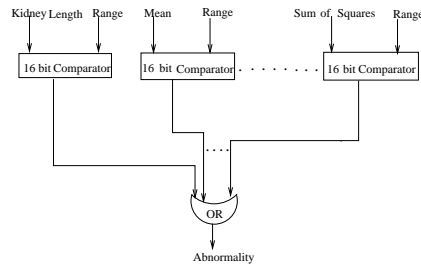 Kidney Length Range Mean Range Sum of Squares Range
16 bit Comparator 16 bit Comparator . . . . . . . . 16 bit Comparator
. . . .
OR
Abnormality